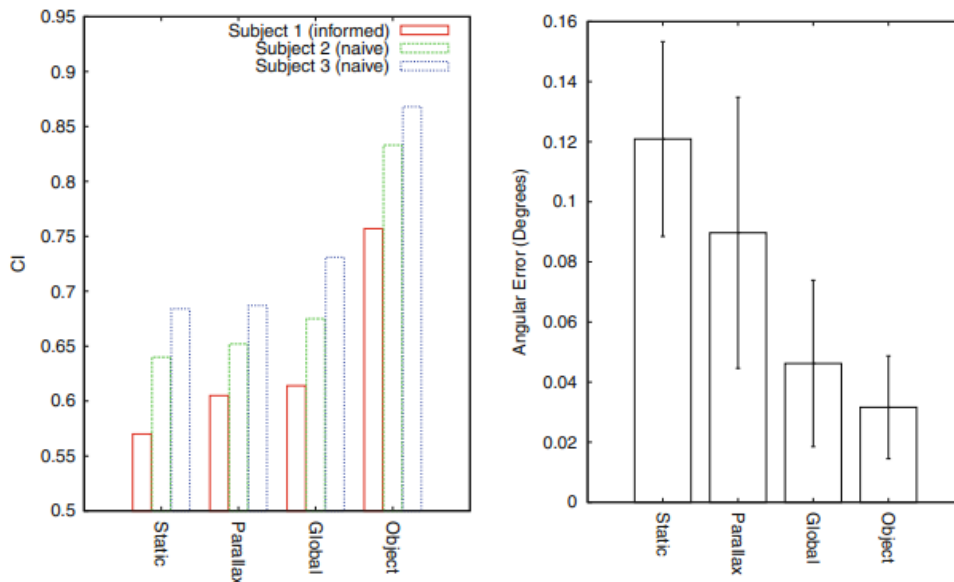 0.95
0.9
0.85
0.8
0.75
0.7
0.65
0.6
0.55
0.5
CI
Subject 1 (informed)
Subject 2 (naive)
Subject 3 (naive)
Static
Parallax
Global
Object
0.16
0.14
0.12
0.1
0.08
0.06
0.04
0.02
0
Angular Error (Degrees)
Static
Parallax
Global
Object